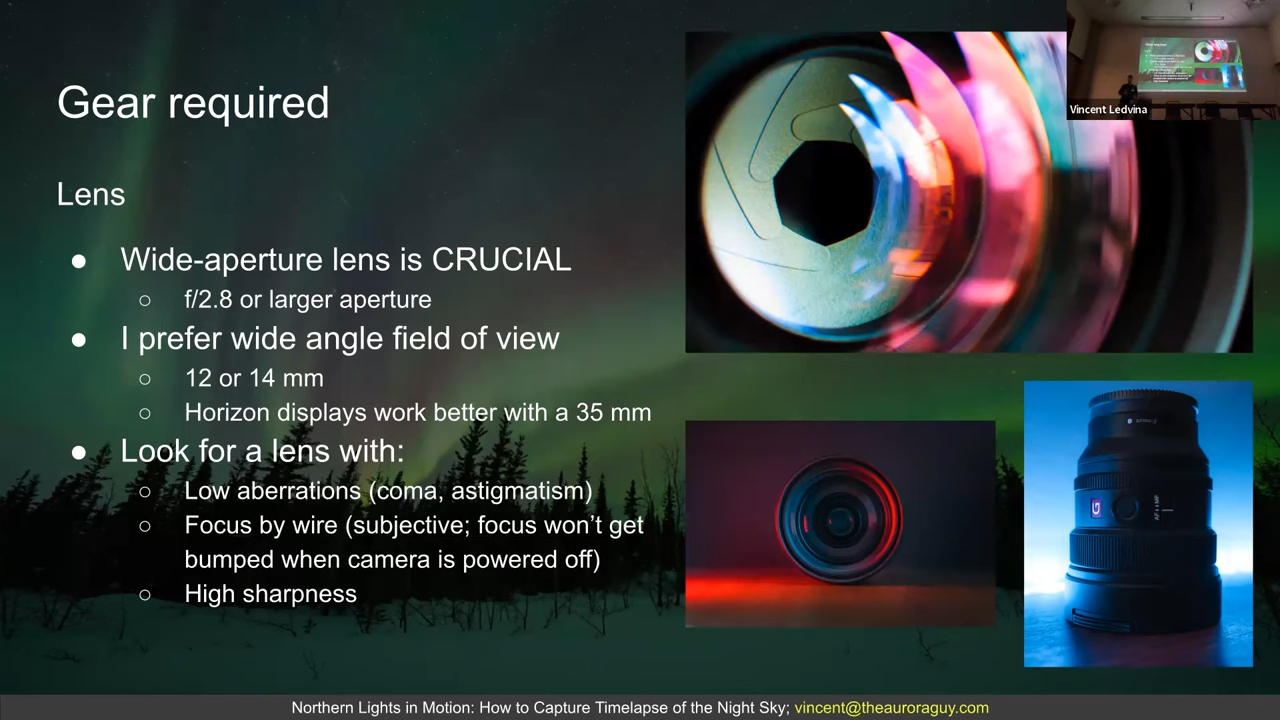 Gear required
Lens
● Wide-aperture lens is CRUCIAL
○ f/2.8 or larger aperture
● I prefer wide angle field of view
○ 12 or 14 mm
○ Horizon displays work better with a 35 mm
● Look for a lens with:
○ Low aberrations (coma, astigmatism)
○ Focus by wire (subjective; focus won’t get
bumped when camera is powered off)
○ High sharpness
Vincent Ledvina
G
AF MF
Northern Lights in Motion: How to Capture Timelapse of the Night Sky; vincent@theauroraguy.com